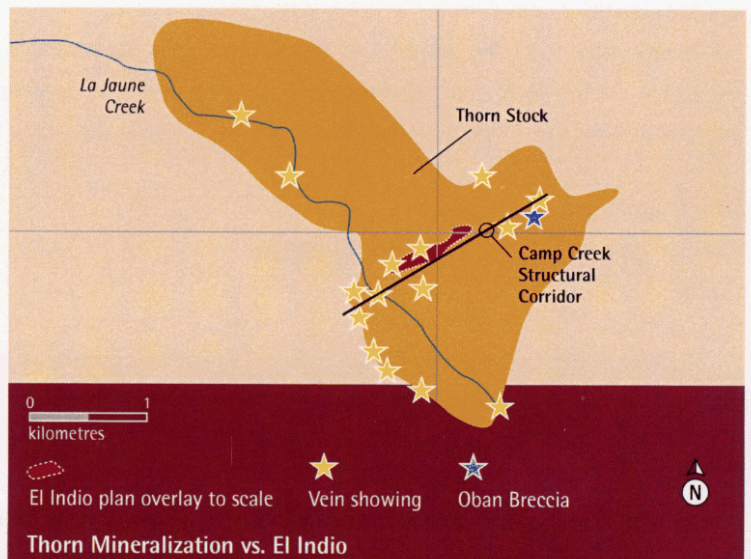 La Jaune
Creek
Thorn Stock
Camp Creek
Structural
Corridor
0 1
kilometres
El Indio plan overlay to scale
Vein showing
Oban Breccia
N
Thorn Mineralization vs. El Indio